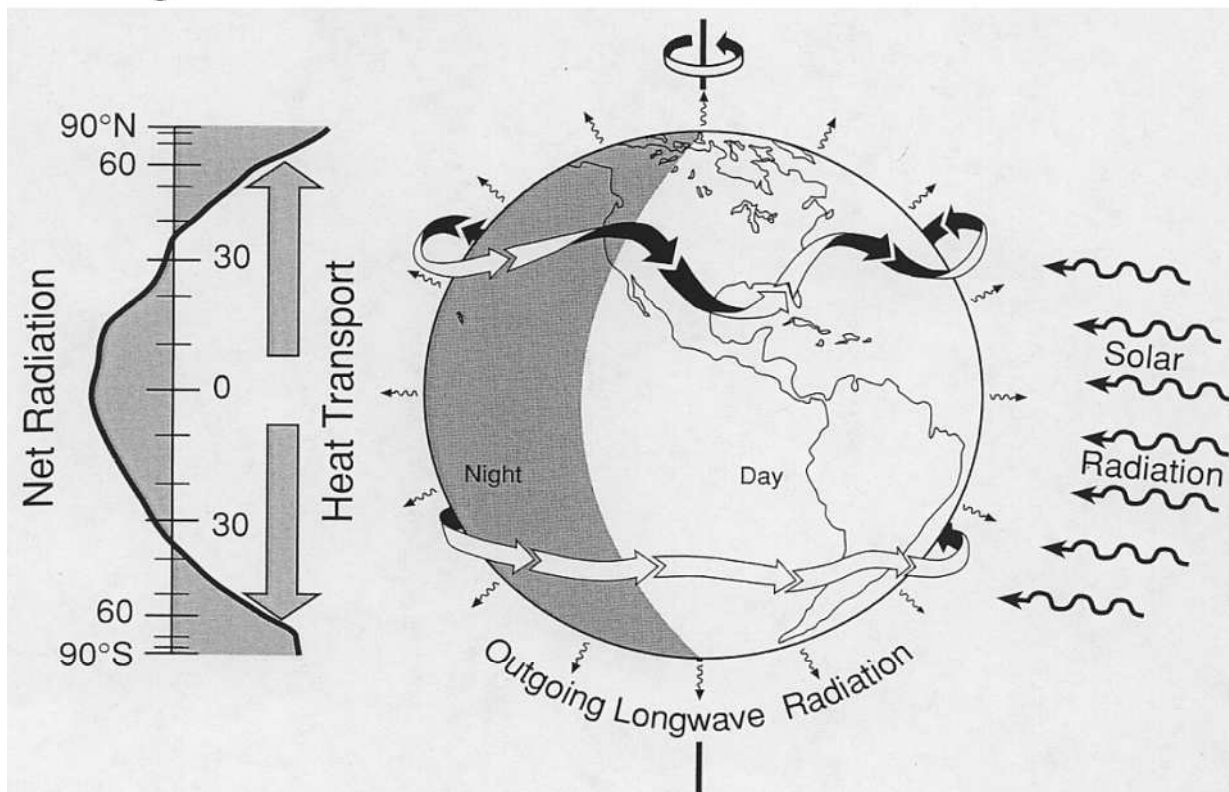 Net Radiation
90°N
60
30
0
30
60
90°S
Heat Transport
Night
Day
Solar
Radiation
Outgoing Longwave Radiation